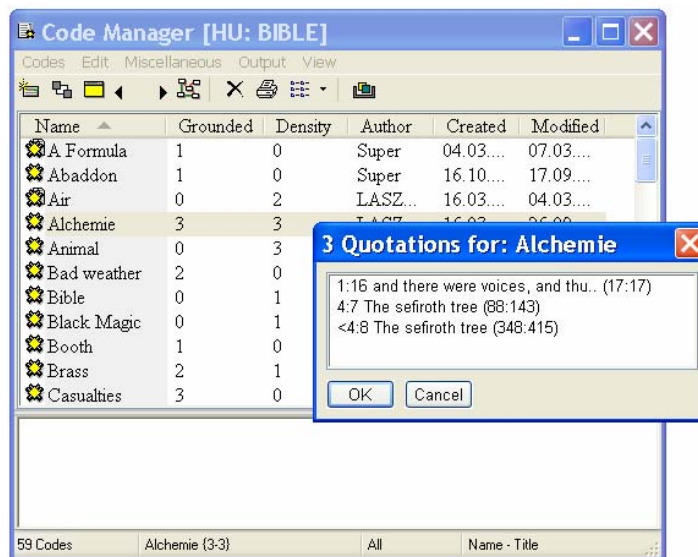 Code Manager [HU: BIBLE]
Codes Edit Miscellaneous Output View
Name Grounded Density Author Created Modified
A Formula 1 0 Super 04.03.... 07.03....
Abaddon 1 0 Super 16.10.... 17.09....
Air 0 2 LASZ... 16.03.... 04.03....
Alchemie 3 3
Animal 0 3
Bad weather 2 0
Bible 0 1
Black Magic 0 1
Booth 1 0
Brass 2 1
Casualties 3 0
3 Quotations for: Alchemie
1:16 and there were voices, and thu.. (17:17)
4:7 The sefiroth tree (88:143)
<4:8 The sefiroth tree (348:415)
OK Cancel
59 Codes Alchemie {3-3} All Name - Title